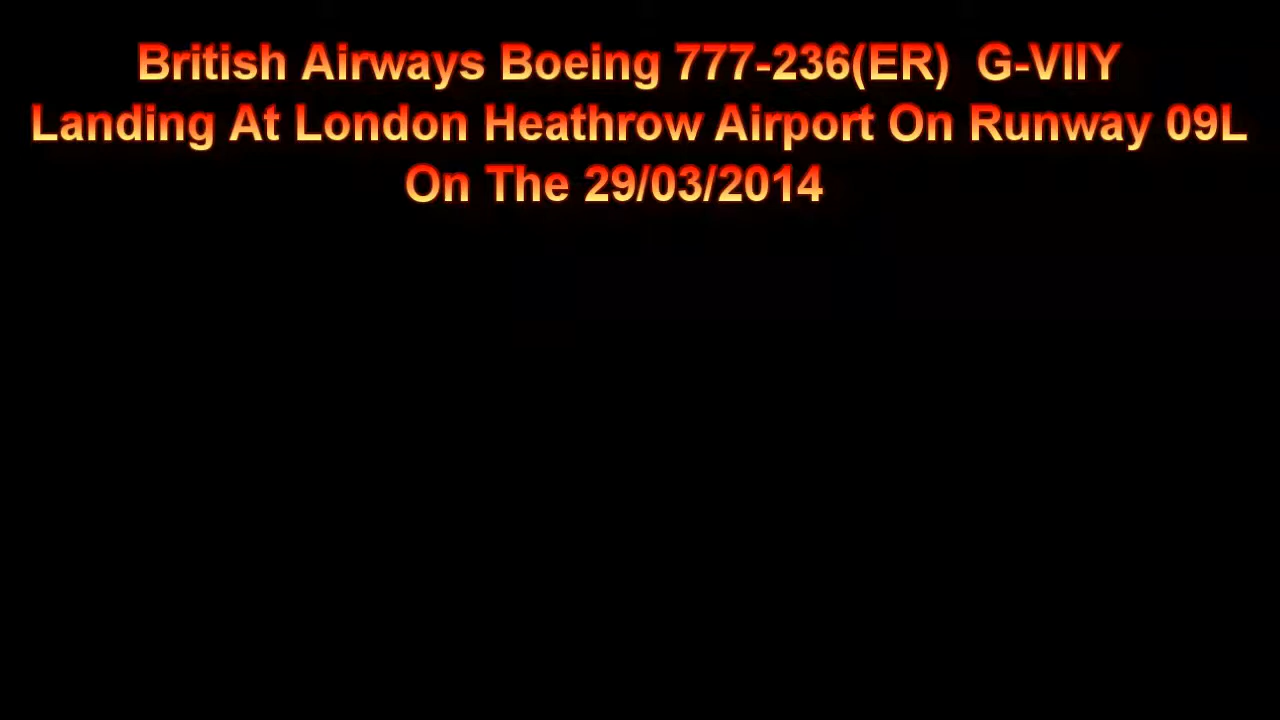 British Airways Boeing 777-236(ER)  G-VIIY
Landing At London Heathrow Airport On Runway 09L
On The 29/03/2014